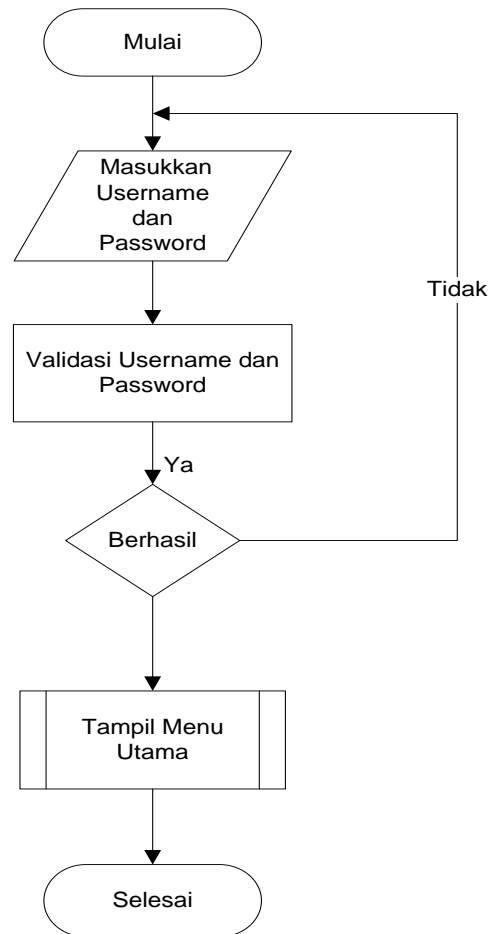 Mulai
Masukkan
Username
dan
Password
Tidak
Validasi Username dan
Password
Ya
Berhasil
Tampil Menu
Utama
Selesai